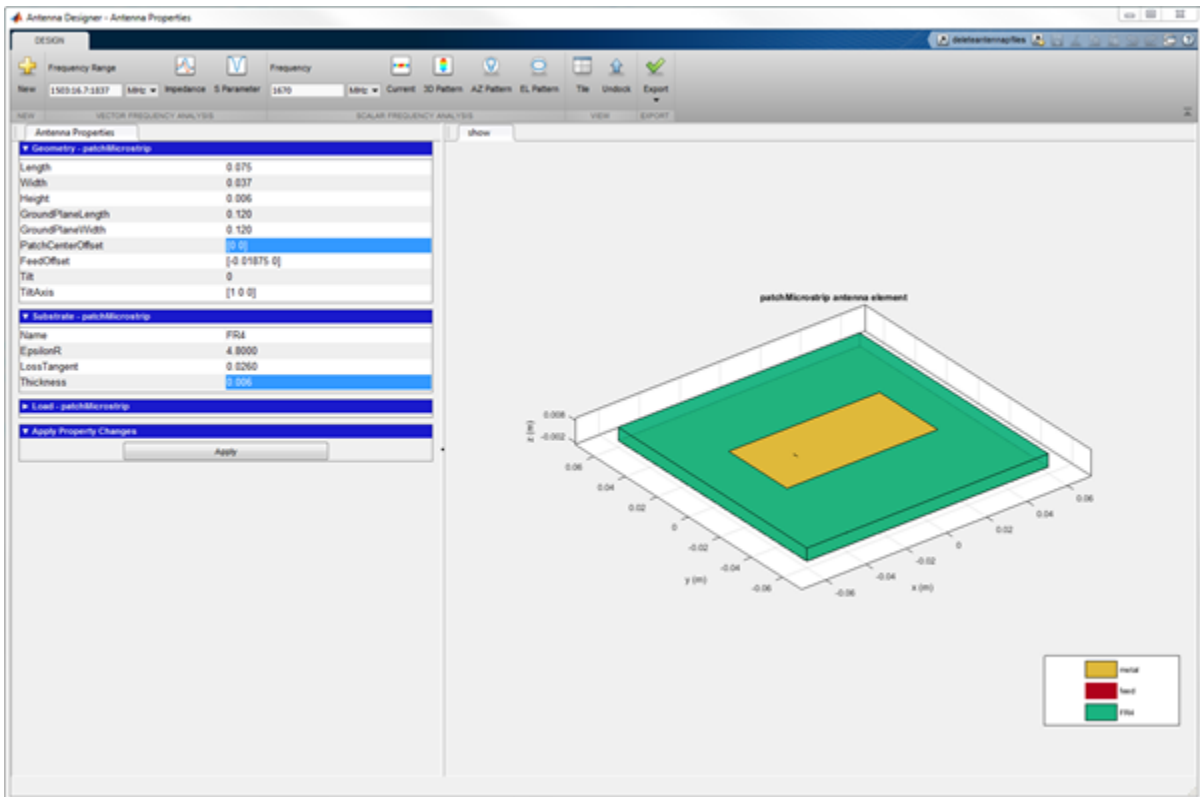 Antenna Designer - Antenna Properties
DESIGN
deleteantennapfiles
Frequency Range
Frequency
New
1503:16.7:1837
MHz
Impedance
S Parameter
1670
MHz
Current
3D Pattern
AZ Pattern
EL Pattern
Tile
Undock
Export
NEW
VECTOR FREQUENCY ANALYSIS
SCALAR FREQUENCY ANALYSIS
VIEW
EXPORT
Antenna Properties
show
Geometry - patchMicrostrip
Length 0.075
Width 0.037
Height 0.006
GroundPlaneLength 0.120
GroundPlaneWidth 0.120
PatchCenterOffset [0 0]
FeedOffset [-0.01875 0]
Tilt 0
TiltAxis [1 0 0]
Substrate - patchMicrostrip
Name FR4
EpsilonR 4.8000
LossTangent 0.0260
Thickness 0.006
Load - patchMicrostrip
Apply Property Changes
Apply
patchMicrostrip antenna element
0.008
-0.002
z (m)
0.06
0.04
0.02
0
-0.02
-0.04
-0.06
y (m)
-0.06
-0.04
-0.02
0
0.02
0.04
0.06
x (m)
metal
feed
FR4